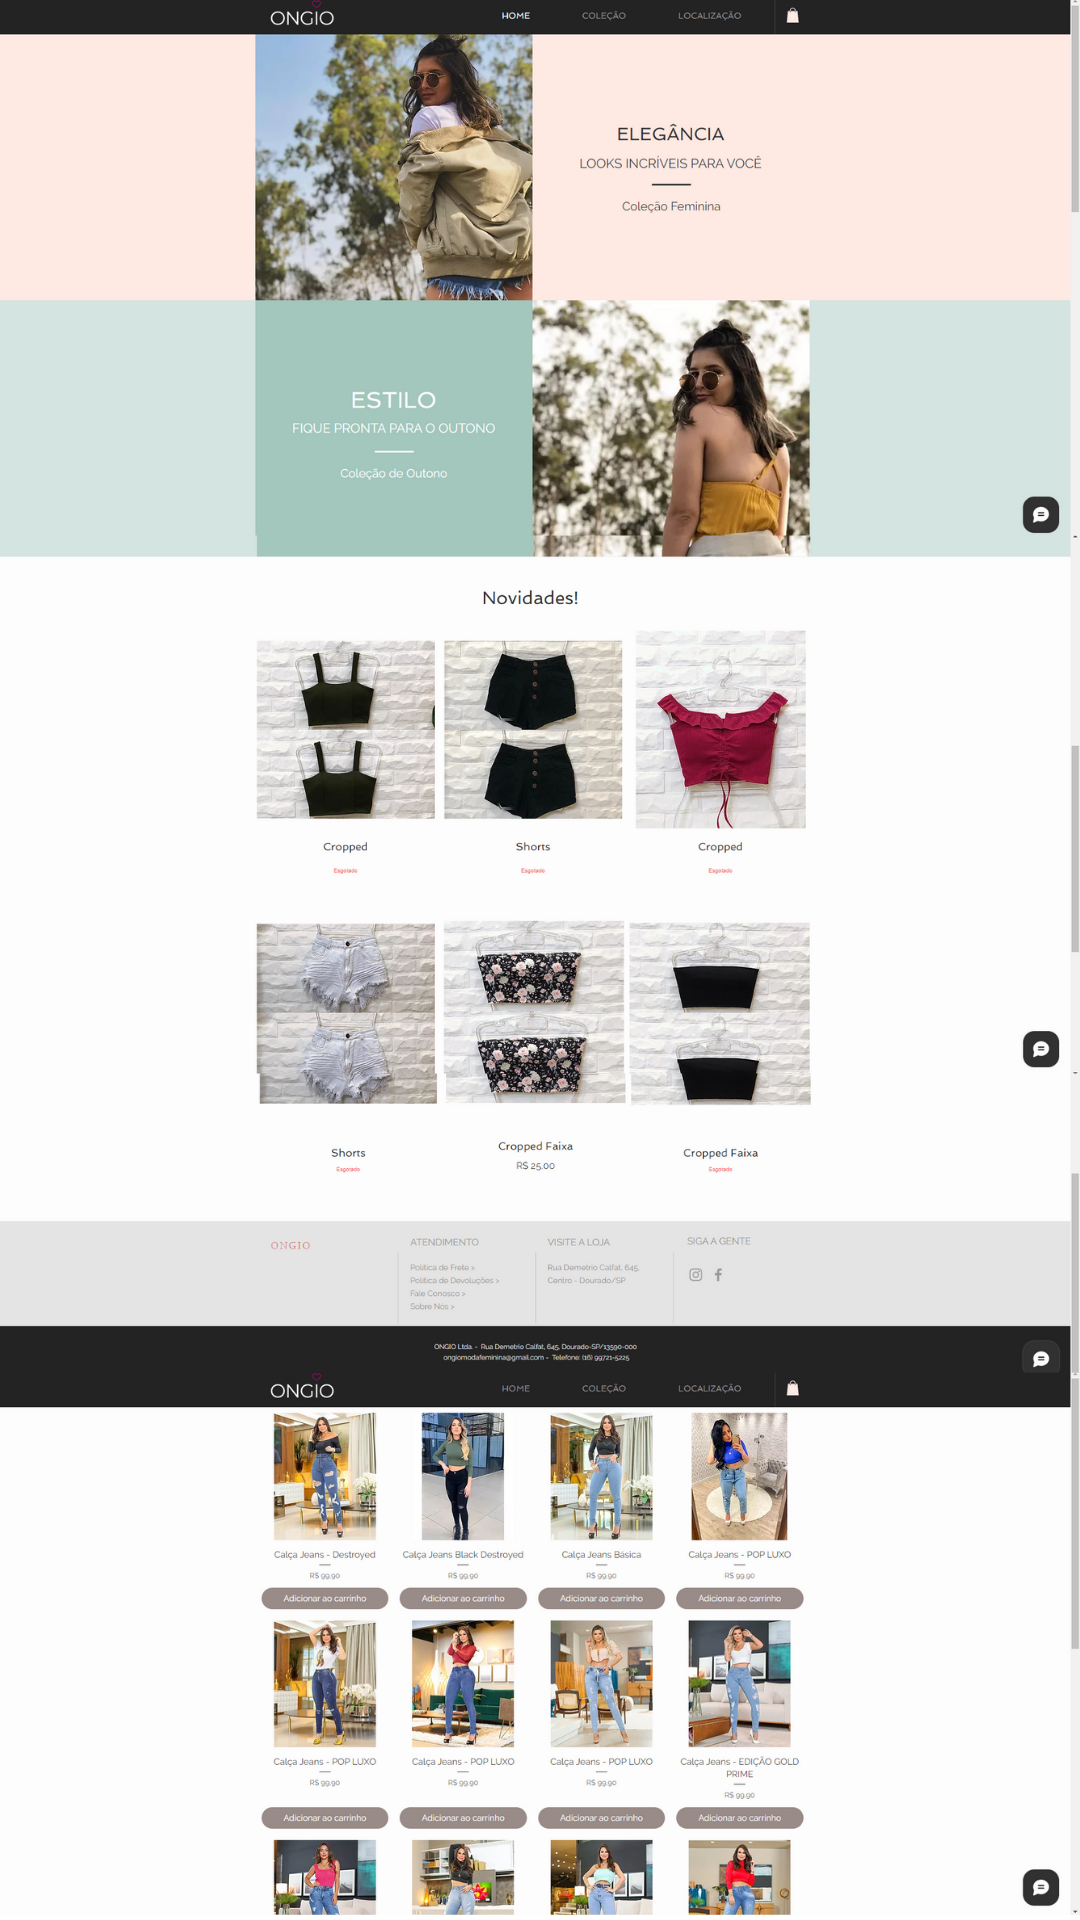 ONGIO
HOME
COLEÇÃO
LOCALIZAÇÃO
ELEGÂNCIA
LOOKS INCRÍVEIS PARA VOCÊ
Coleção Feminina
ESTILO
FIQUE PRONTA PARA O OUTONO
Coleção de Outono
Novidades!
Cropped
Esgotado
Shorts
Esgotado
Cropped
Esgotado
Shorts
Esgotado
Cropped Faixa
R$ 25,00
Cropped Faixa
Esgotado
ONGIO
ATENDIMENTO
Política de Frete >
Política de Devoluções >
Fale Conosco >
Sobre Nós >
VISITE A LOJA
Rua Demetrio Calfat, 645,
Centro - Dourado/SP
SIGA A GENTE
ONGIO Ltda. - Rua Demetrio Calfat, 645, Dourado-SP/13590-000
ongiomodafeminina@gmail.com - Telefone: (16) 99721-5225
ONGIO
HOME
COLEÇÃO
LOCALIZAÇÃO
Calça Jeans - Destroyed
R$ 99,90
Adicionar ao carrinho
Calça Jeans Black Destroyed
R$ 99,90
Adicionar ao carrinho
Calça Jeans Básica
R$ 99,90
Adicionar ao carrinho
Calça Jeans - POP LUXO
R$ 99,90
Adicionar ao carrinho
Calça Jeans - POP LUXO
R$ 99,90
Adicionar ao carrinho
Calça Jeans - POP LUXO
R$ 99,90
Adicionar ao carrinho
Calça Jeans - POP LUXO
R$ 99,90
Adicionar ao carrinho
Calça Jeans - EDIÇÃO GOLD
PRIME
R$ 99,90
Adicionar ao carrinho